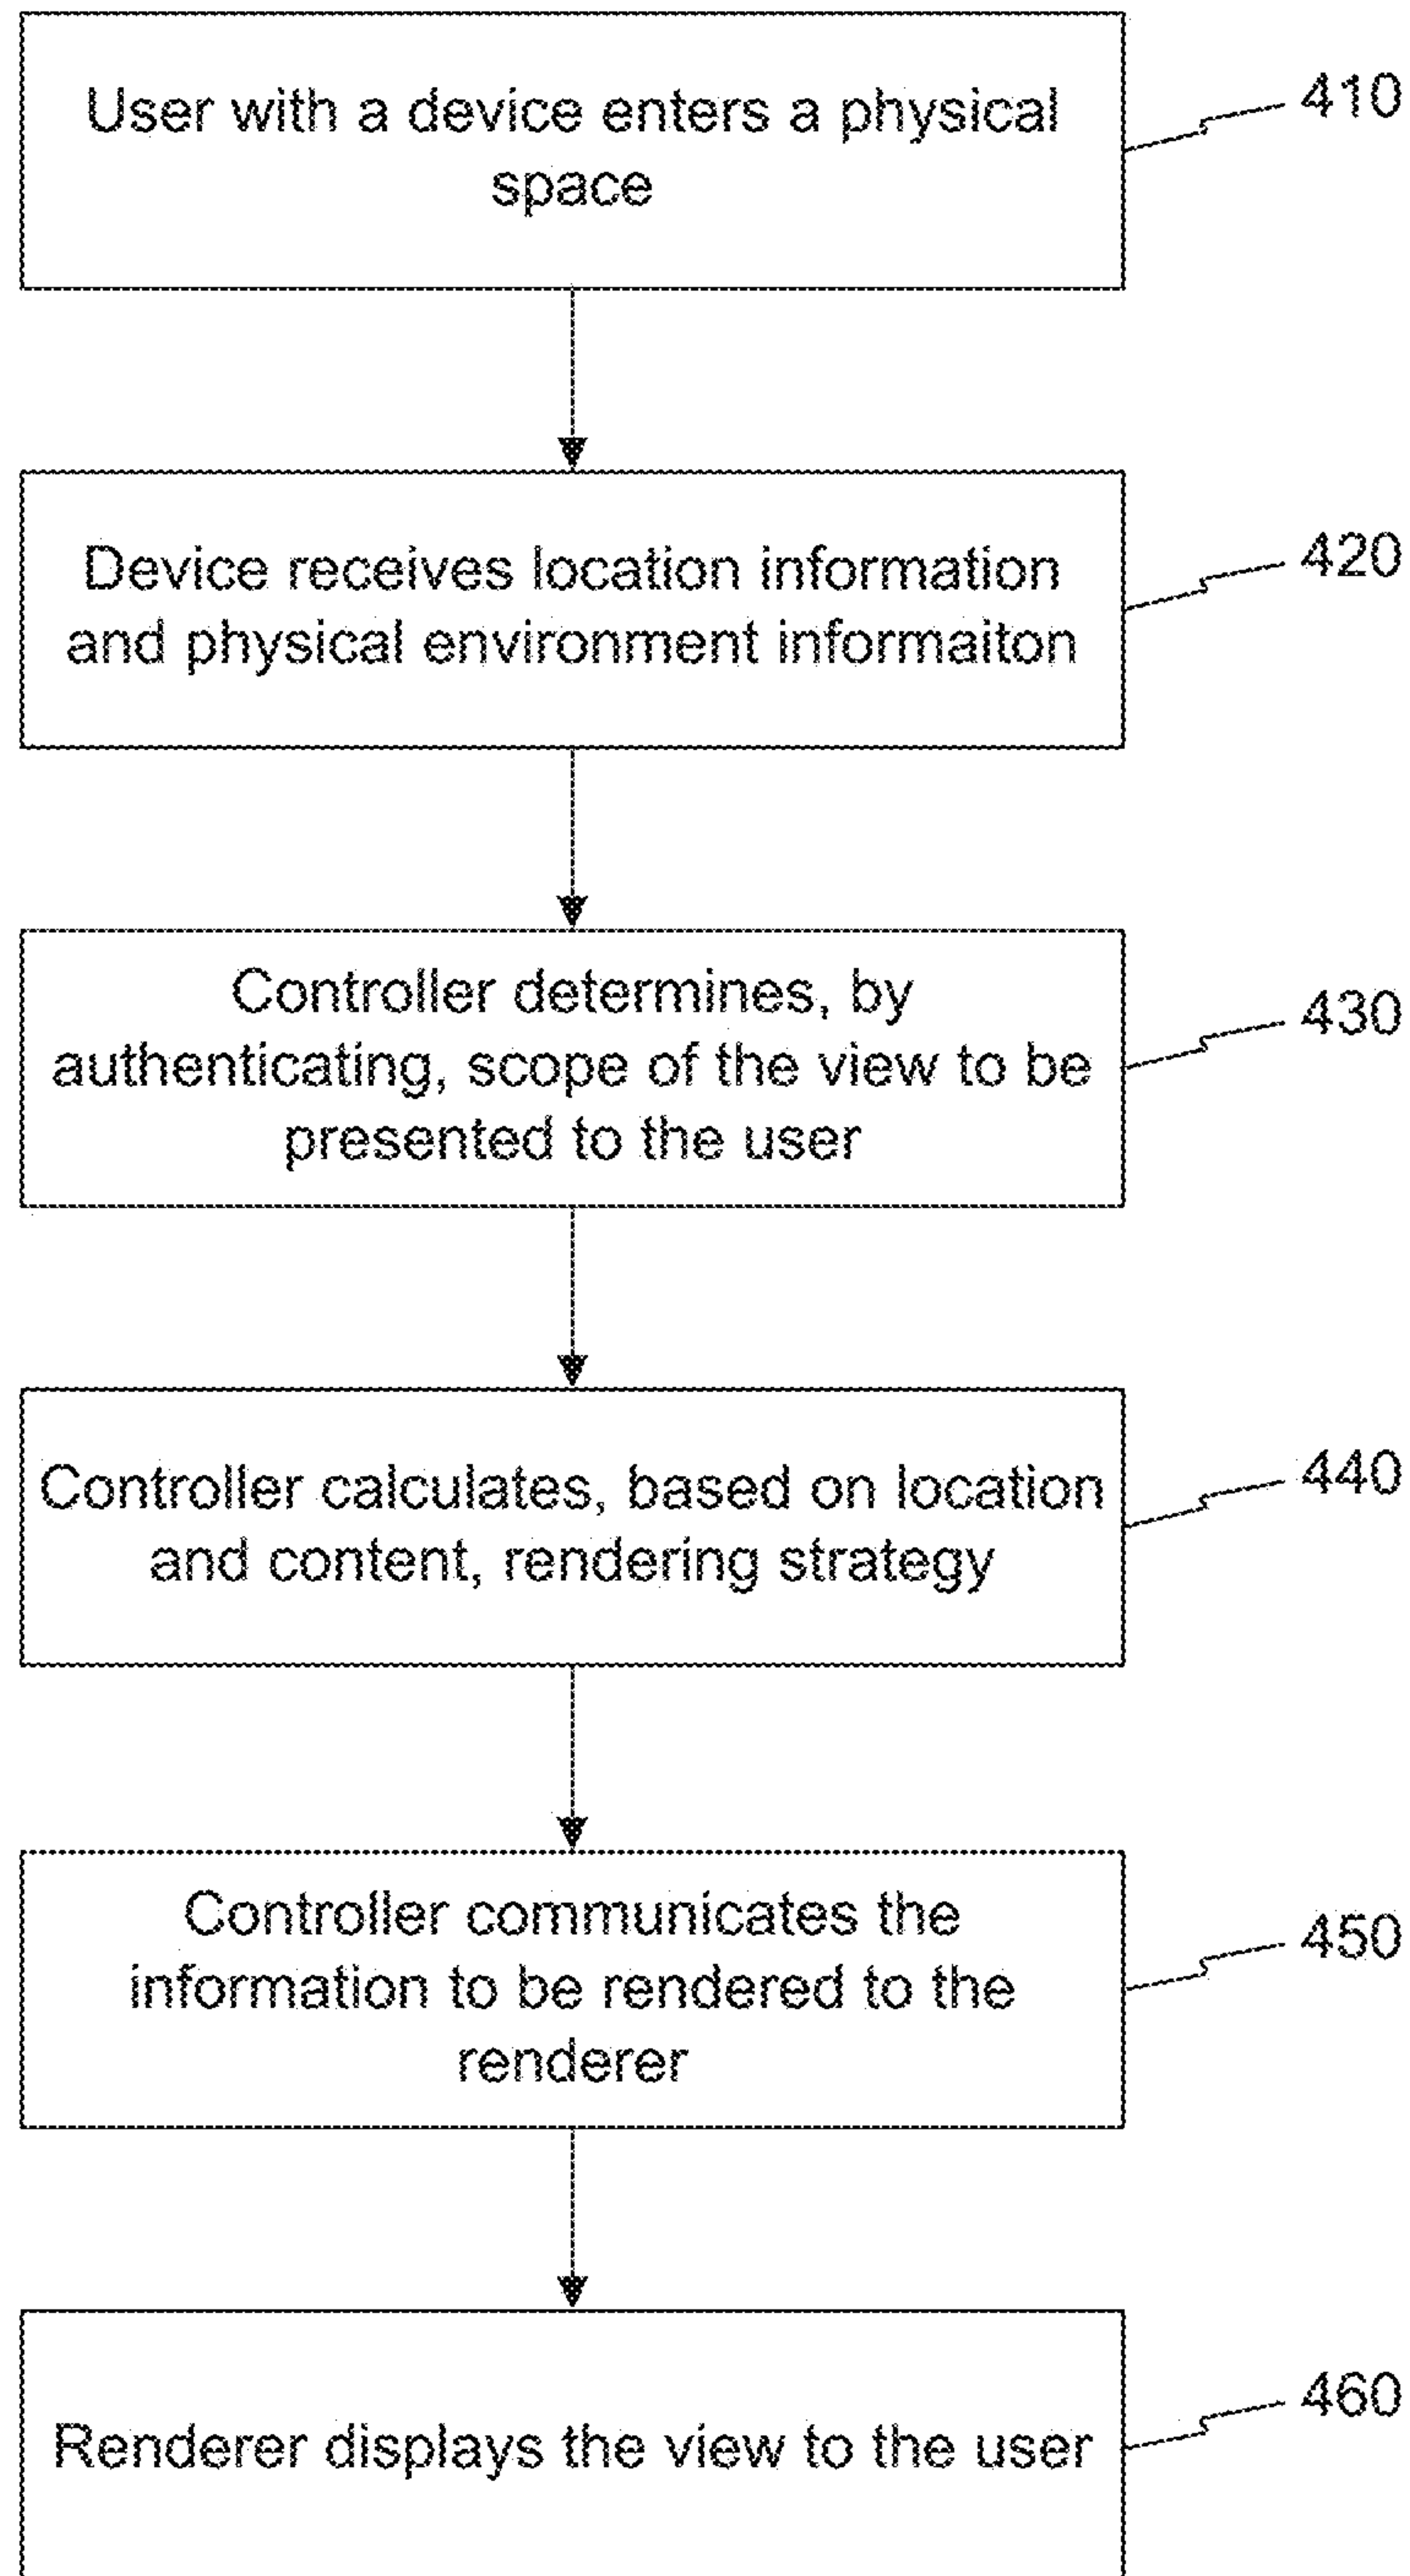 User with a device enters a physical
space
410
Device receives location information
and physical environment informaiton
420
Controller determines, by
authenticating, scope of the view to be
presented to the user
430
Controller calculates, based on location
and content, rendering strategy
440
Controller communicates the
information to be rendered to the
renderer
450
Renderer displays the view to the user
460